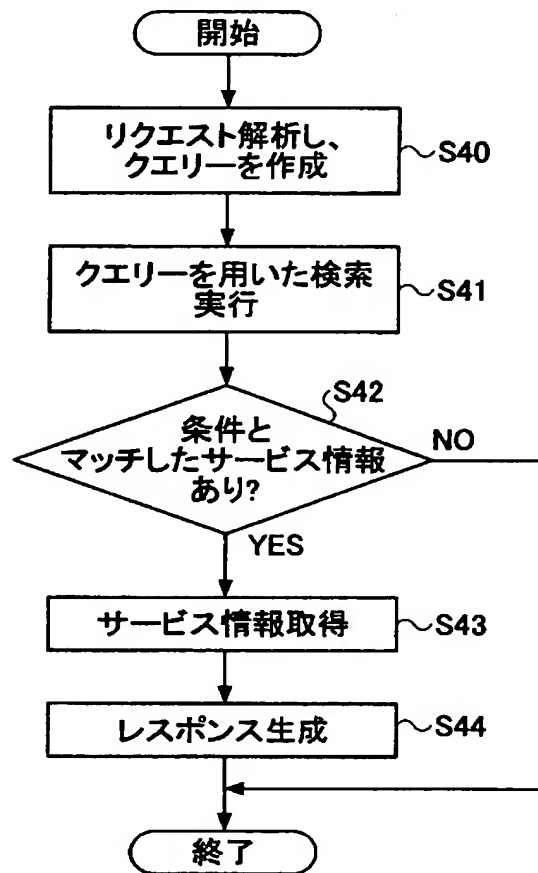 開始
リクエスト解析し、
クエリーを作成
S40
クエリーを用いた検索
実行
S41
S42
条件と
マッチしたサービス情報
あり?
NO
YES
サービス情報取得
S43
レスポンス生成
S44
終了